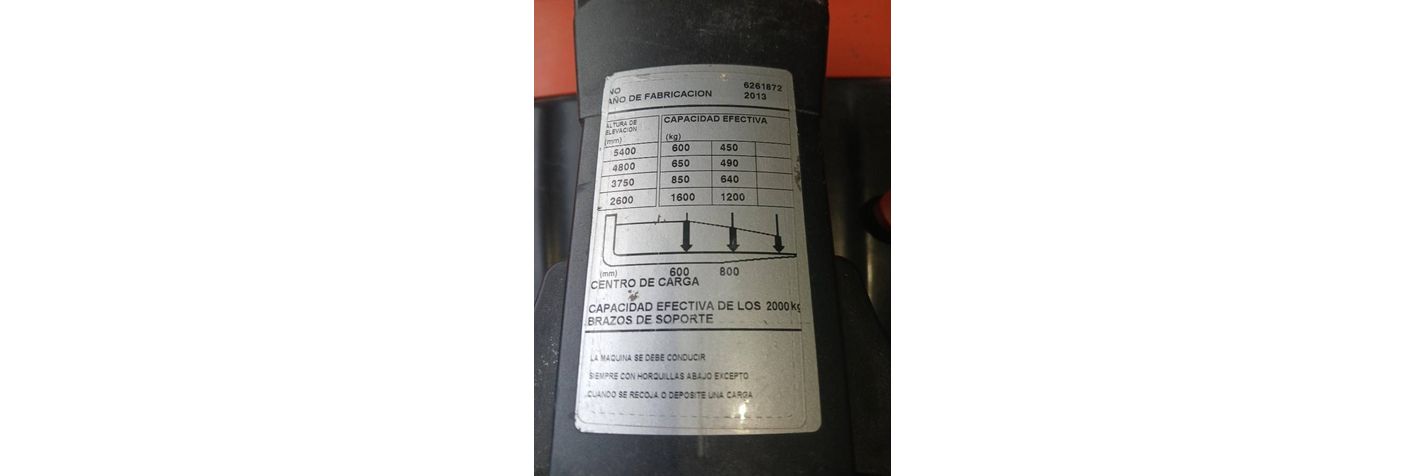 NO 6261872
AÑO DE FABRICACION 2013
ALTURA DE ELEVACION (mm) CAPACIDAD EFECTIVA (kg)
5400 600 450
4800 650 490
3750 850 640
2600 1600 1200
(mm) 600 800
CENTRO DE CARGA
CAPACIDAD EFECTIVA DE LOS 2000 kg
BRAZOS DE SOPORTE
LA MAQUINA SE DEBE CONDUCIR
SIEMPRE CON HORQUILLAS ABAJO EXCEPTO
CUANDO SE RECOJA O DEPOSITE UNA CARGA